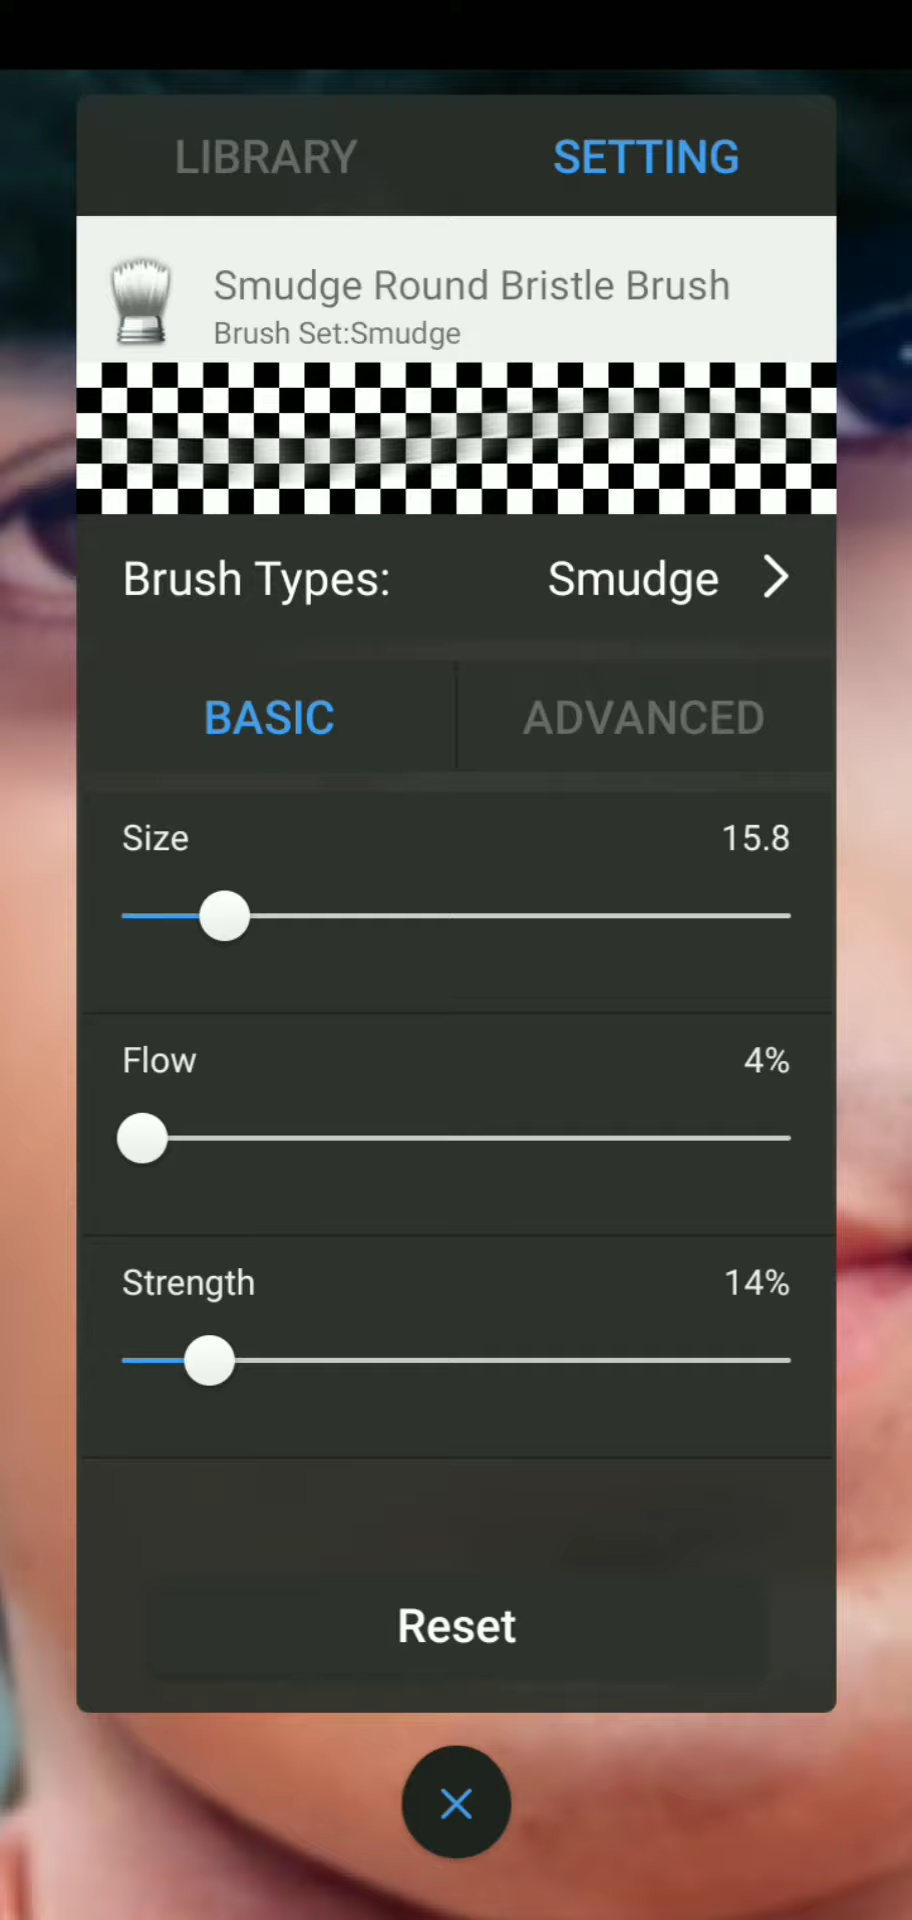 LIBRARY SETTING
Smudge Round Bristle Brush
Brush Set:Smudge
Brush Types: Smudge
BASIC ADVANCED
Size 15.8
Flow 4%
Strength 14%
Reset